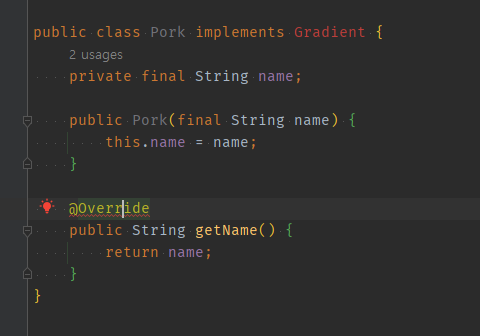 public class Pork implements Gradient {
2 usages
private final String name;
public Pork(final String name) {
this.name = name;
}
@Override
public String getName() {
return name;
}
}